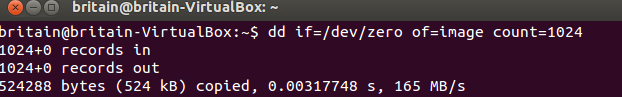 britain@britain-VirtualBox: ~
britain@britain-VirtualBox:~$ dd if=/dev/zero of=image count=1024
1024+0 records in
1024+0 records out
524288 bytes (524 kB) copied, 0.00317748 s, 165 MB/s